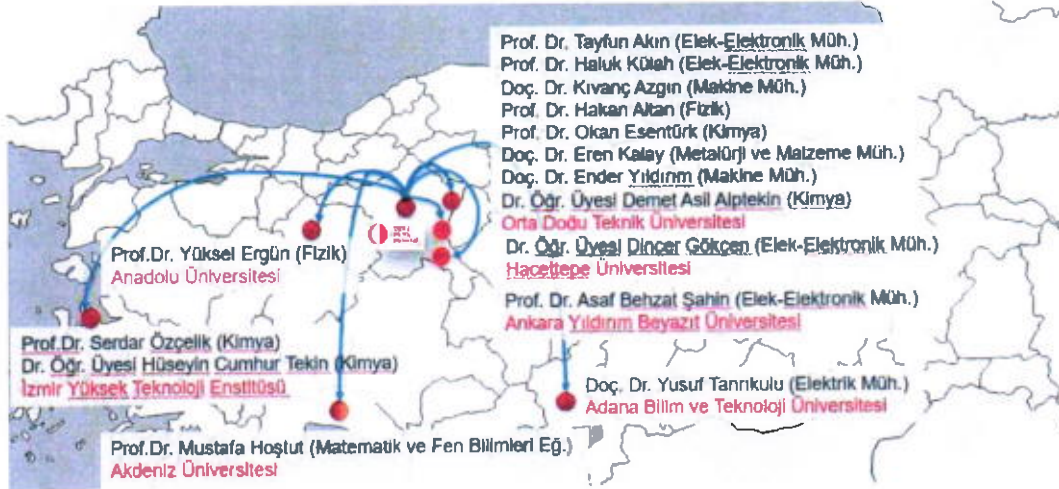 Prof. Dr. Tayfun Akın (Elek-Elektronik Müh.)
Prof. Dr. Haluk Külah (Elek-Elektronik Müh.)
Doç. Dr. Kıvanç Azgın (Makine Müh.)
Prof. Dr. Hakan Altan (Fizik)
Prof. Dr. Okan Esentürk (Kimya)
Doç. Dr. Eren Kalay (Metalürji ve Malzeme Müh.)
Doç. Dr. Ender Yıldırım (Makine Müh.)
Dr. Öğr. Üyesi Demet Asil Alptekin (Kimya)
Orta Doğu Teknik Üniversitesi
Dr. Öğr. Üyesi Dinçer Gökçen (Elek-Elektronik Müh.)
Hacettepe Üniversitesi
Prof. Dr. Asaf Behzat Şahin (Elek-Elektronik Müh.)
Ankara Yıldırım Beyazıt Üniversitesi
Prof.Dr. Yüksel Ergün (Fizik)
Anadolu Üniversitesi
Prof.Dr. Serdar Özçelik (Kimya)
Dr. Öğr. Üyesi Hüseyin Cumhur Tekin (Kimya)
İzmir Yüksek Teknoloji Enstitüsü
Doç. Dr. Yusuf Tanrıkulu (Elektrik Müh.)
Adana Bilim ve Teknoloji Üniversitesi
Prof.Dr. Mustafa Hoştut (Matematik ve Fen Bilimleri Eğ.)
Akdeniz Üniversitesi